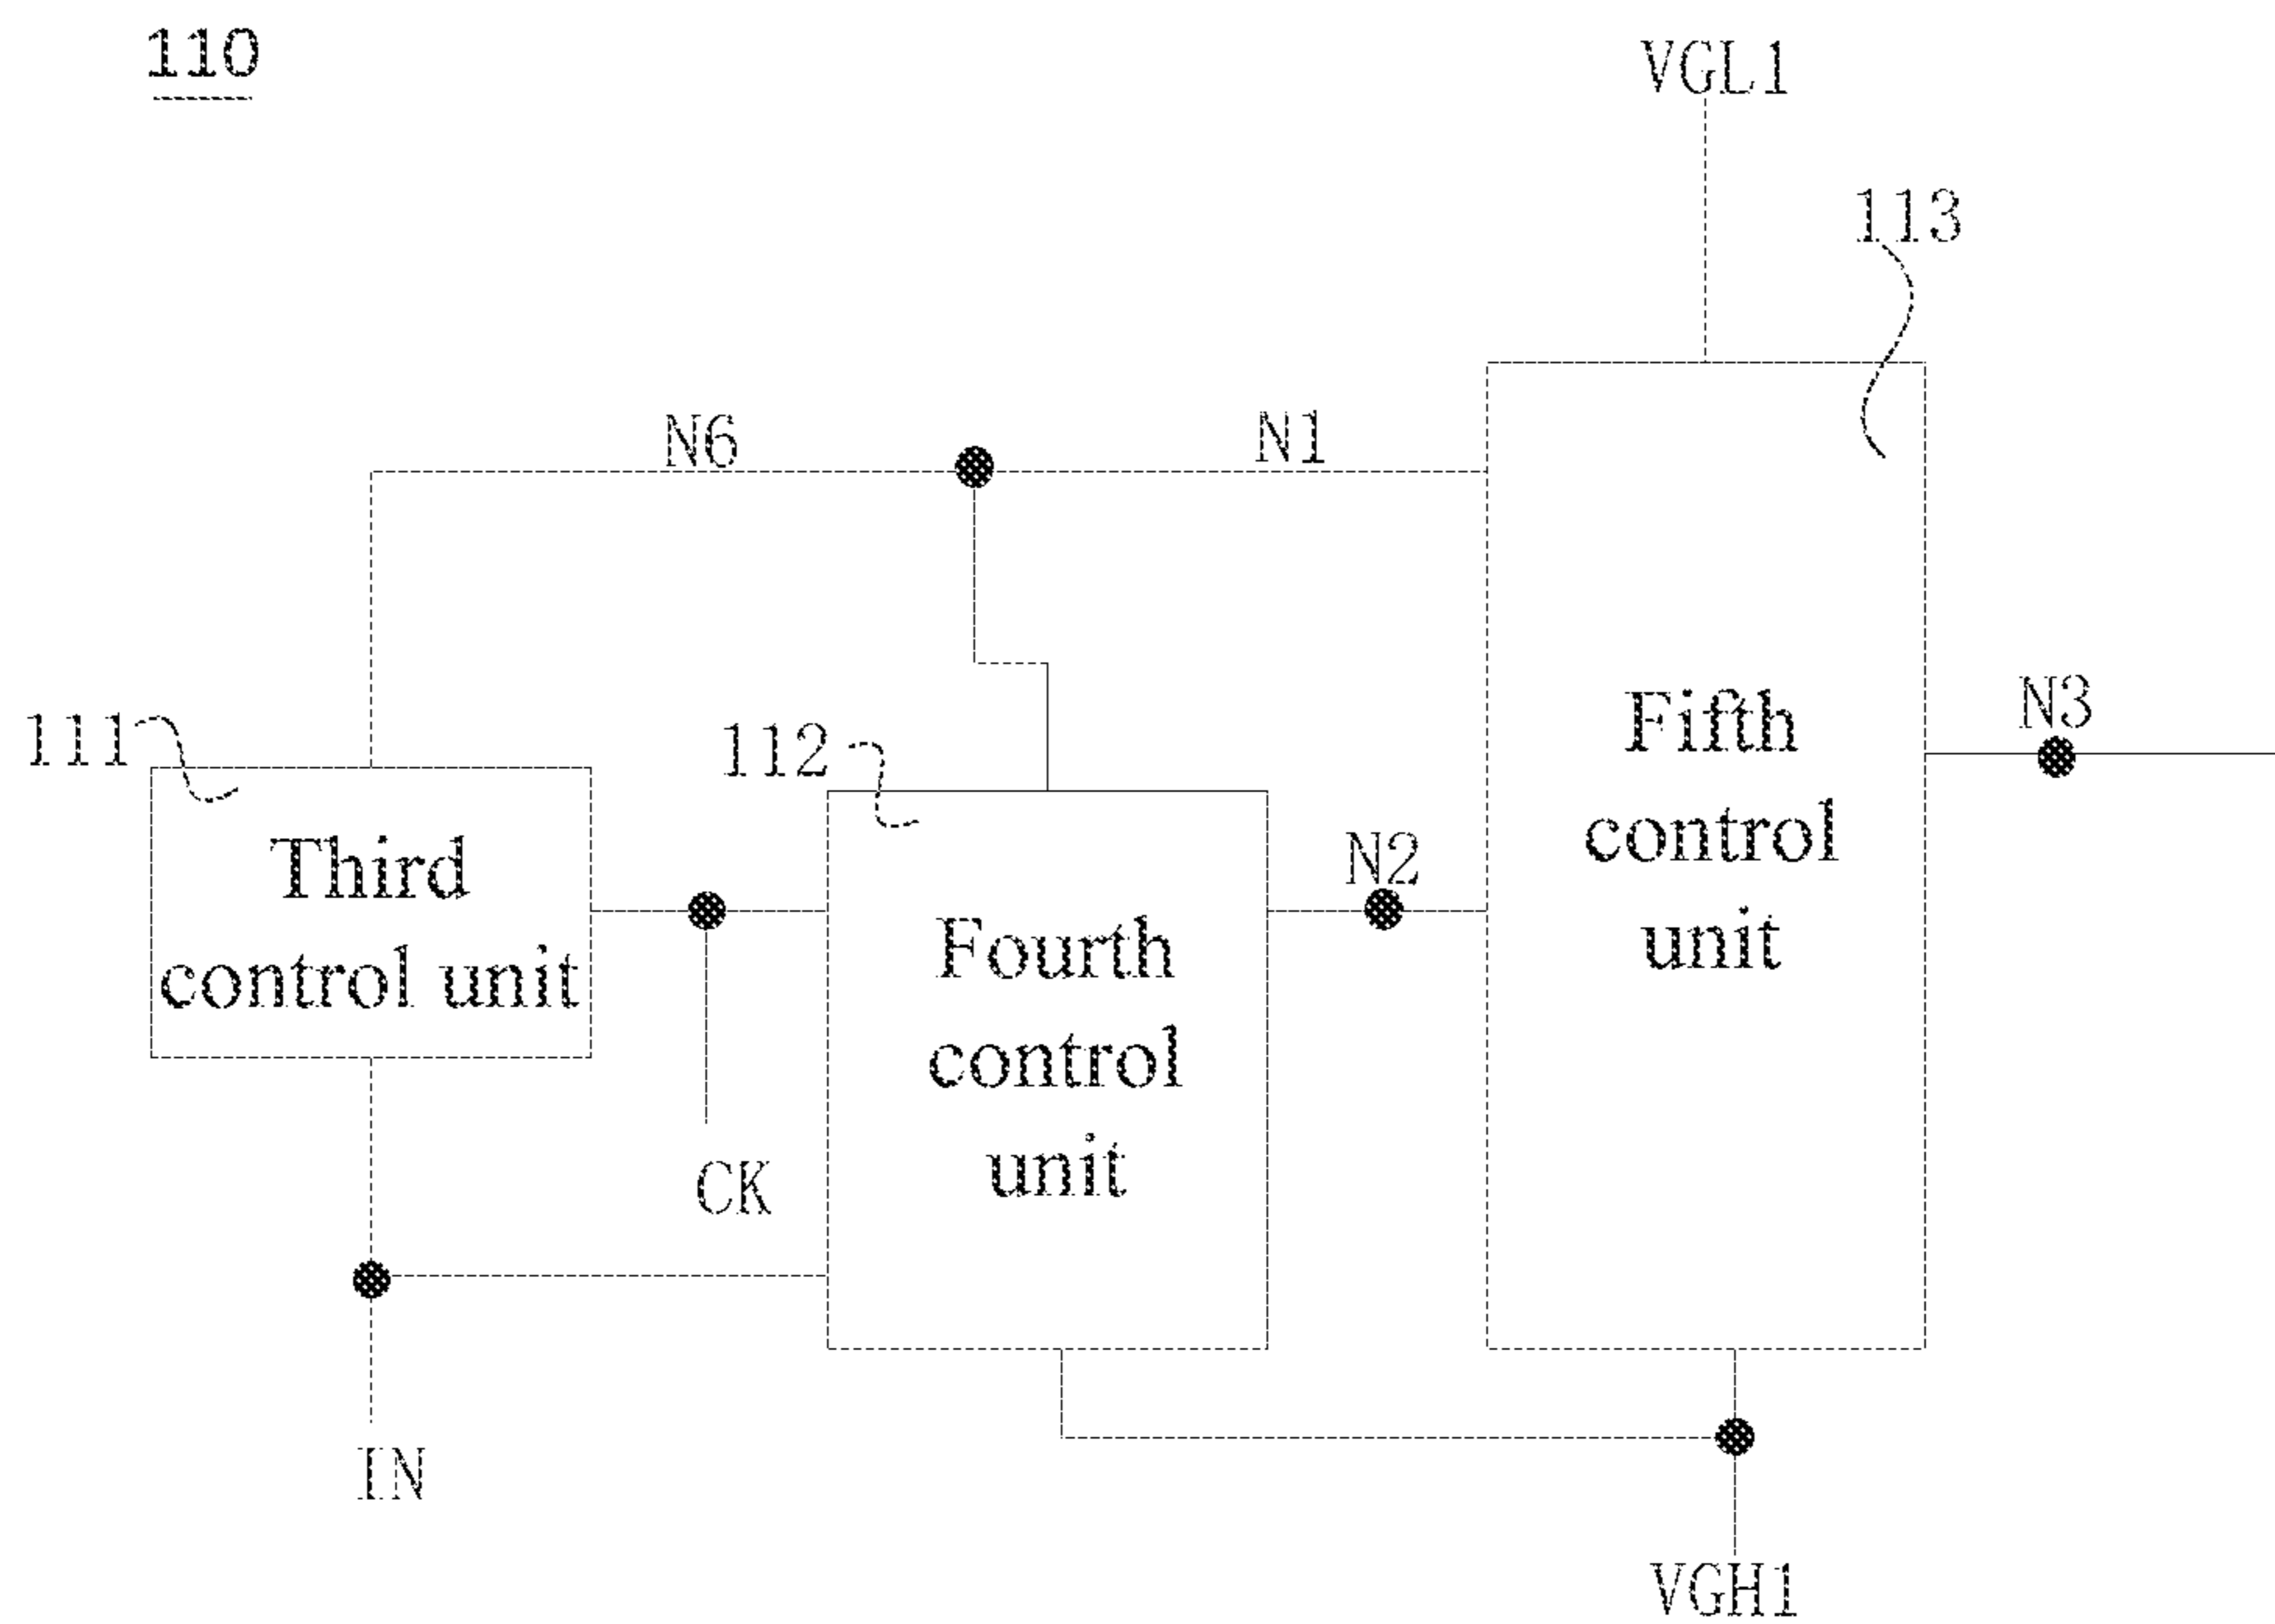 110
VGL1
113
N6
N1
N3
111
112
Third
control unit
N2
Fourth
control
unit
Fifth
control
unit
CK
IN
VGH1